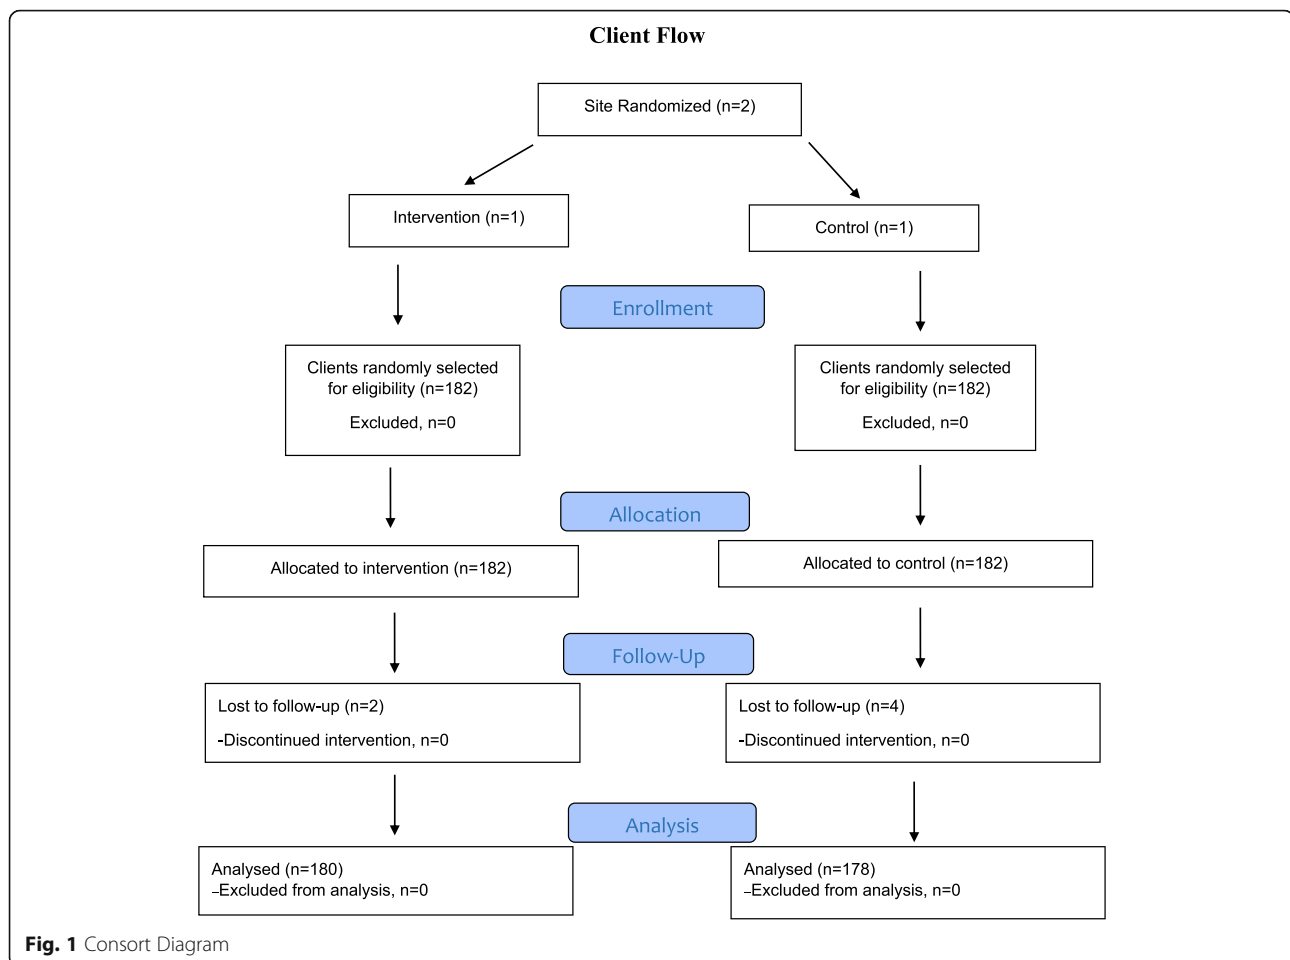 Client Flow
Site Randomized (n=2)
Intervention (n=1)
Control (n=1)
Enrollment
Clients randomly selected
for eligibility (n=182)
Excluded, n=0
Clients randomly selected
for eligibility (n=182)
Excluded, n=0
Allocation
Allocated to intervention (n=182)
Allocated to control (n=182)
Follow-Up
Lost to follow-up (n=2)
-Discontinued intervention, n=0
Lost to follow-up (n=4)
-Discontinued intervention, n=0
Analysis
Analysed (n=180)
–Excluded from analysis, n=0
Analysed (n=178)
–Excluded from analysis, n=0
Fig. 1 Consort Diagram